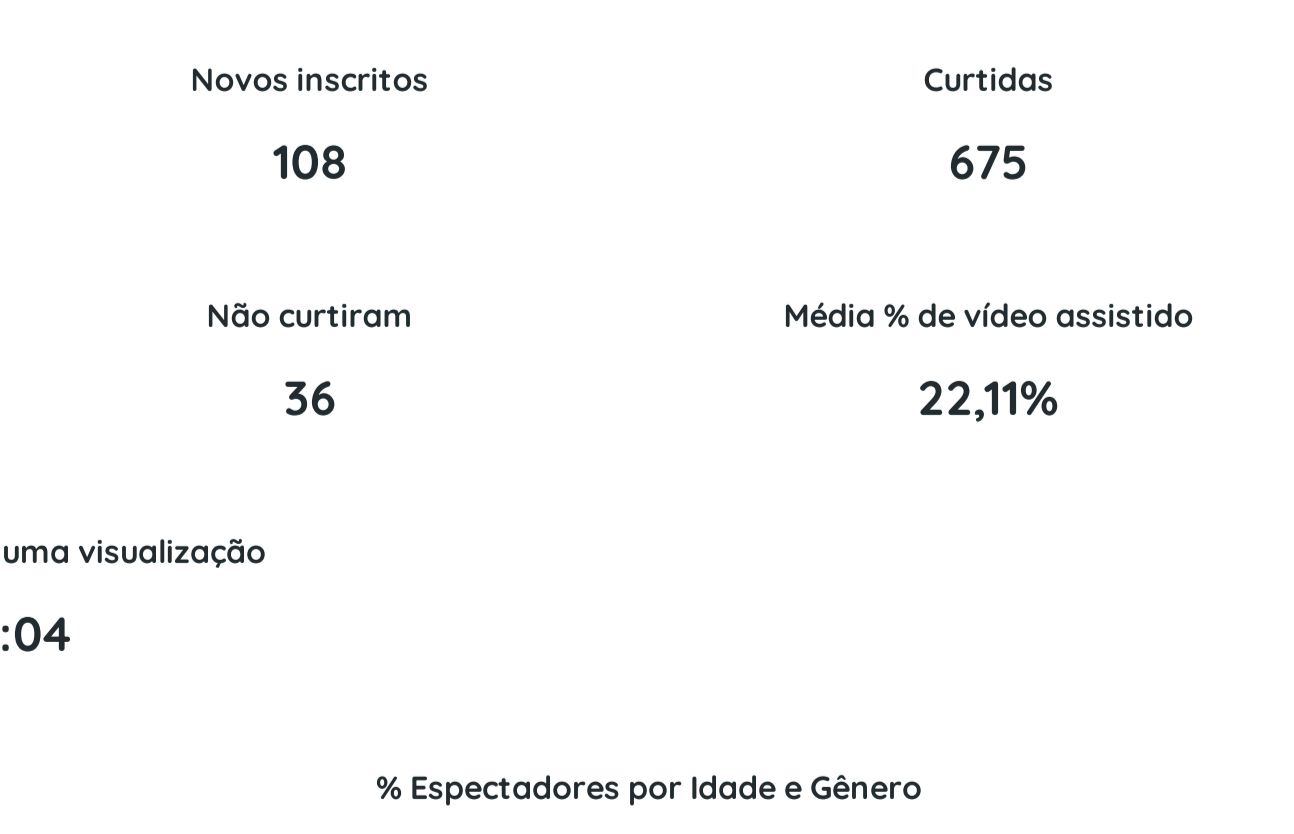 Novos inscritos
Curtidas
108
675
Não curtiram
Média % de vídeo assistido
36
22,11%
uma visualização
:04
% Espectadores por Idade e Gênero